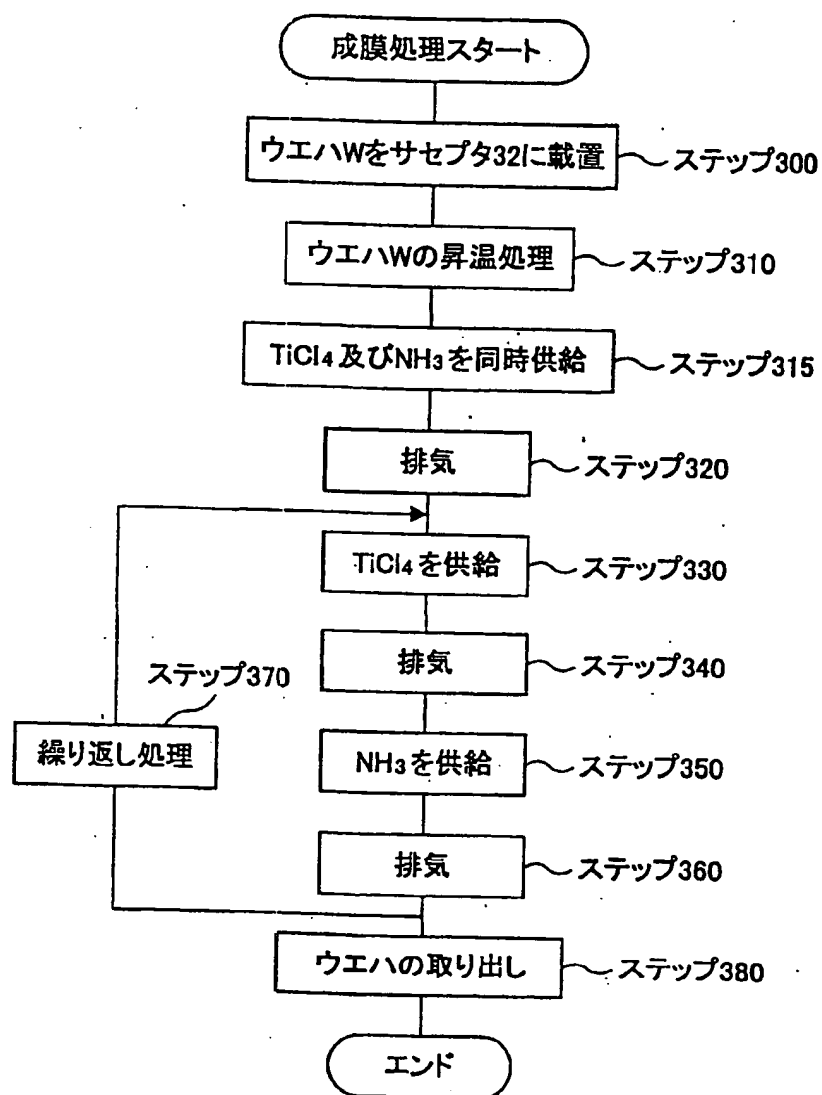 成膜処理スタート
ウエハWをサセプタ32に載置
ステップ300
ウエハWの昇温処理
ステップ310
TiCl₄及びNH₃を同時供給
ステップ315
排気
ステップ320
TiCl₄を供給
ステップ330
排気
ステップ340
ステップ370
繰り返し処理
NH₃を供給
ステップ350
排気
ステップ360
ウエハの取り出し
ステップ380
エンド